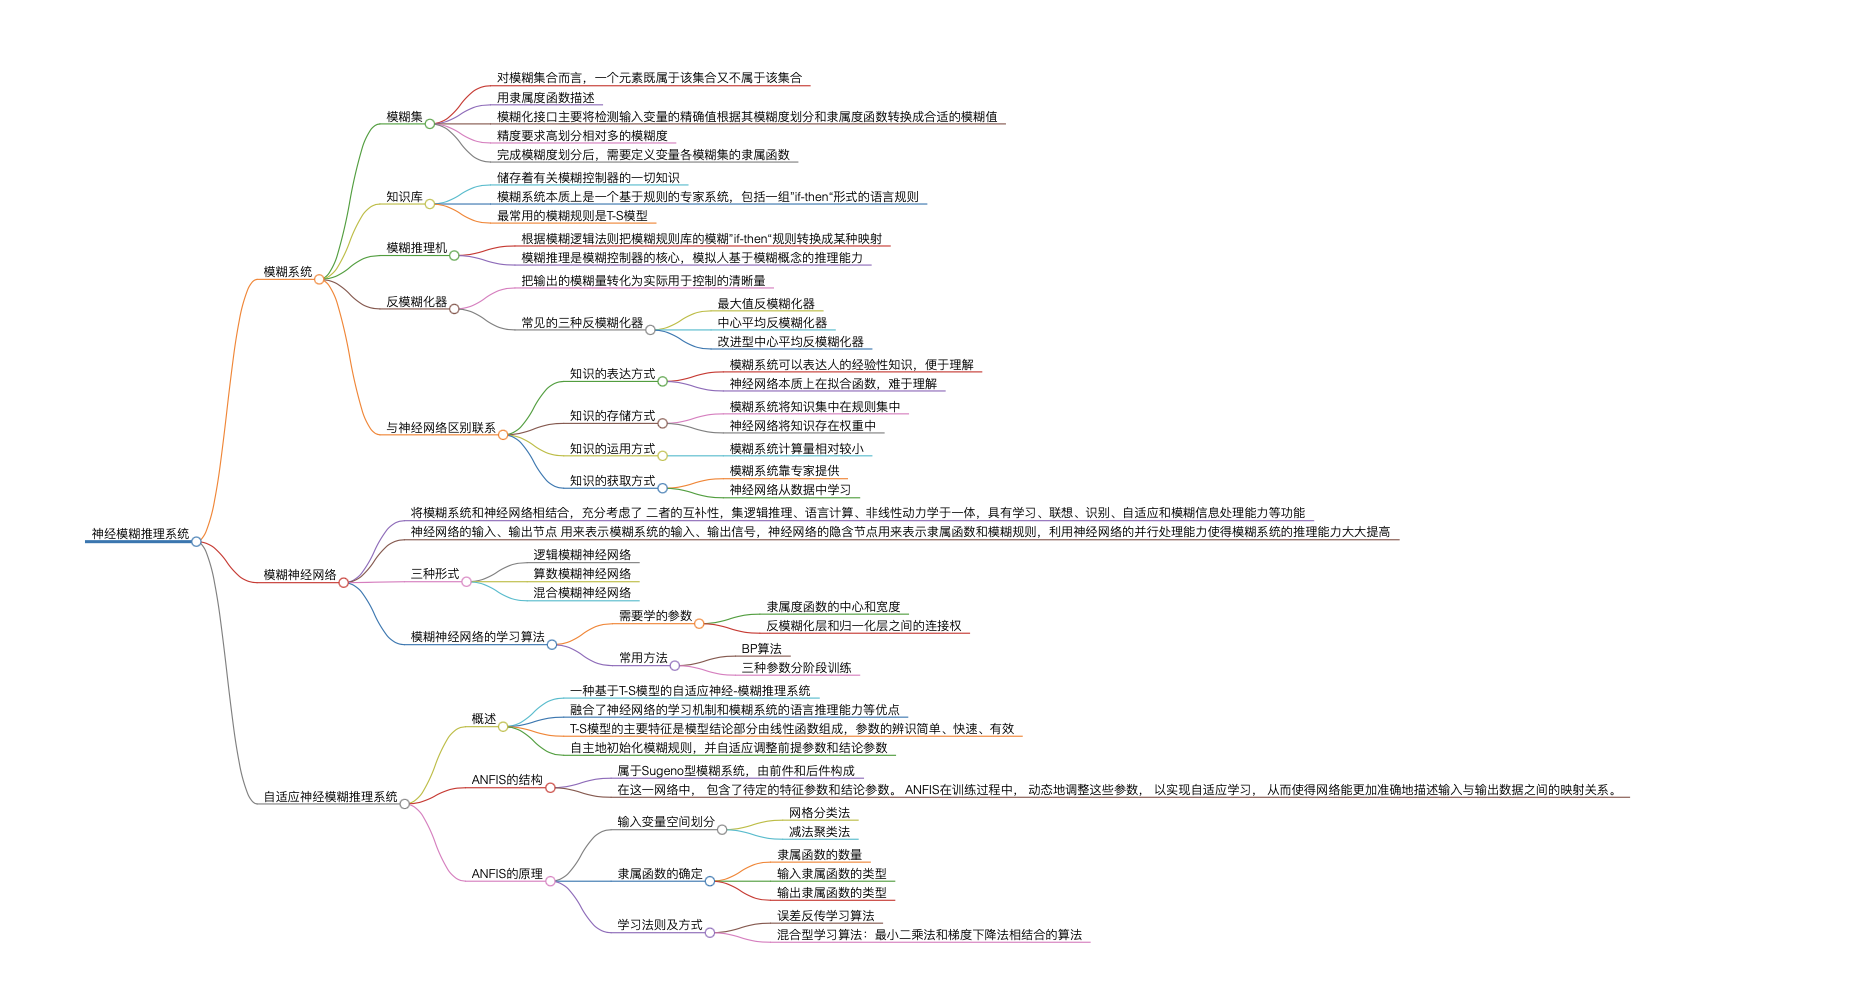 对模糊集合而言，一个元素既属于该集合又不属于该集合
用隶属度函数描述
模糊集
模糊化接口主要将检测输入变量的精确值根据其模糊度划分和隶属度函数转换成合适的模糊值
精度要求高划分相对多的模糊度
完成模糊度划分后，需要定义变量各模糊集的隶属函数
储存着有关模糊控制器的一切知识
知识库
模糊系统本质上是一个基于规则的专家系统，包括一组”if-then“形式的语言规则
最常用的模糊规则是T-S模型
根据模糊逻辑法则把模糊规则库的模糊”if-then“规则转换成某种映射
模糊推理机
模糊推理是模糊控制器的核心，模拟人基于模糊概念的推理能力
模糊系统
把输出的模糊量转化为实际用于控制的清晰量
反模糊化器
最大值反模糊化器
常见的三种反模糊化器
中心平均反模糊化器
改进型中心平均反模糊化器
模糊系统可以表达人的经验性知识，便于理解
知识的表达方式
神经网络本质上在拟合函数，难于理解
模糊系统将知识集中在规则集中
知识的存储方式
神经网络将知识存在权重中
与神经网络区别联系
知识的运用方式
模糊系统计算量相对较小
模糊系统靠专家提供
知识的获取方式
神经网络从数据中学习
神经模糊推理系统
将模糊系统和神经网络相结合，充分考虑了 二者的互补性，集逻辑推理、语言计算、非线性动力学于一体，具有学习、联想、识别、自适应和模糊信息处理能力等功能
神经网络的输入、输出节点 用来表示模糊系统的输入、输出信号，神经网络的隐含节点用来表示隶属函数和模糊规则，利用神经网络的并行处理能力使得模糊系统的推理能力大大提高
模糊神经网络
逻辑模糊神经网络
三种形式
算数模糊神经网络
混合模糊神经网络
隶属度函数的中心和宽度
需要学的参数
反模糊化层和归一化层之间的连接权
模糊神经网络的学习算法
BP算法
常用方法
三种参数分阶段训练
一种基于T-S模型的自适应神经-模糊推理系统
融合了神经网络的学习机制和模糊系统的语言推理能力等优点
概述
T-S模型的主要特征是模型结论部分由线性函数组成，参数的辨识简单、快速、有效
自主地初始化模糊规则，并自适应调整前提参数和结论参数
属于Sugeno型模糊系统，由前件和后件构成
ANFIS的结构
在这一网络中， 包含了待定的特征参数和结论参数。 ANFIS在训练过程中， 动态地调整这些参数， 以实现自适应学习， 从而使得网络能更加准确地描述输入与输出数据之间的映射关系。
自适应神经模糊推理系统
网格分类法
输入变量空间划分
减法聚类法
隶属函数的数量
ANFIS的原理
隶属函数的确定
输入隶属函数的类型
输出隶属函数的类型
误差反传学习算法
学习法则及方式
混合型学习算法：最小二乘法和梯度下降法相结合的算法